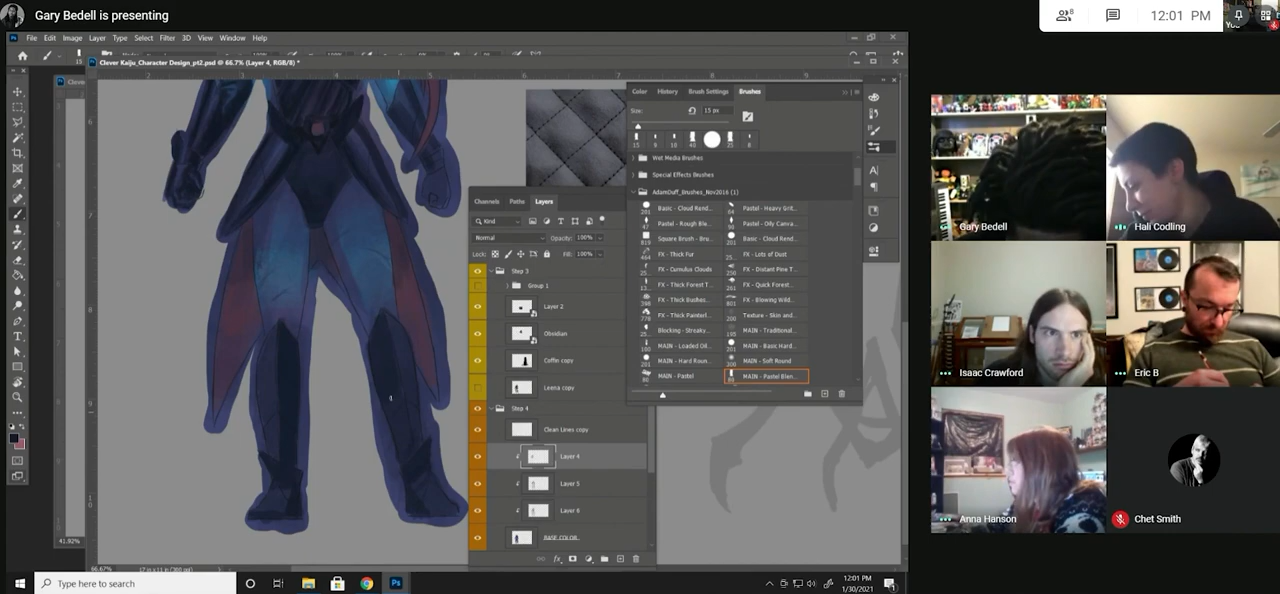 Gary Bedell is presenting
8
12:01 PM
You
File Edit Image Layer Type Select Filter 3D View Window Help
Clever Kaiju_Character Design_pt2.psd @ 66.7% (Layer 4, RGB/8) *
Color History Brush Settings Brushes
Size: 15 px
Wet Media Brushes
Special Effects Brushes
AdamDuff_Brushes_Nov2016 (1)
Basic - Cloud Rend... Pastel - Heavy Grit...
Pastel - Rough Ble... Pastel - Oily Canva...
Square Brush - Bru... Basic - Cloud Rend...
FX - Thick Fur FX - Lots of Dust
FX - Cumulus Clouds FX - Distant Pine T...
FX - Thick Forest T... FX - Quick Forest...
FX - Thick Bushes... FX - Blowing Wild...
FX - Thick Painterl... Texture - Skin and...
Blocking - Streaky... MAIN - Traditional...
MAIN - Loaded Oil... MAIN - Basic Hard...
MAIN - Hard Roun... MAIN - Soft Round
MAIN - Pastel MAIN - Pastel Blen...
Channels Paths Layers
Kind
Normal Opacity: 100%
Lock: Fill: 100%
Step 3
Group 1
Layer 2
Obsidian
Coffin copy
Leena copy
Step 4
Clean Lines copy
Layer 4
Layer 5
Layer 6
BASE COLOR
41.92%
66.67%
Type here to search
12:01 PM
1/30/2021
Gary Bedell
Hali Codling
Isaac Crawford
Eric B
Anna Hanson
Chet Smith